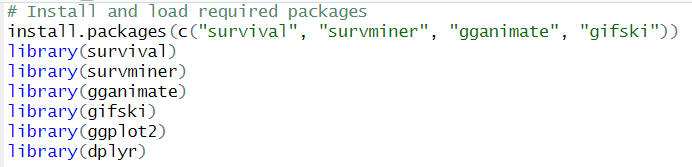 # Install and load required packages
install.packages(c("survival", "survminer", "gganimate", "gifski"))
library(survival)
library(survminer)
library(gganimate)
library(gifski)
library(ggplot2)
library(dplyr)